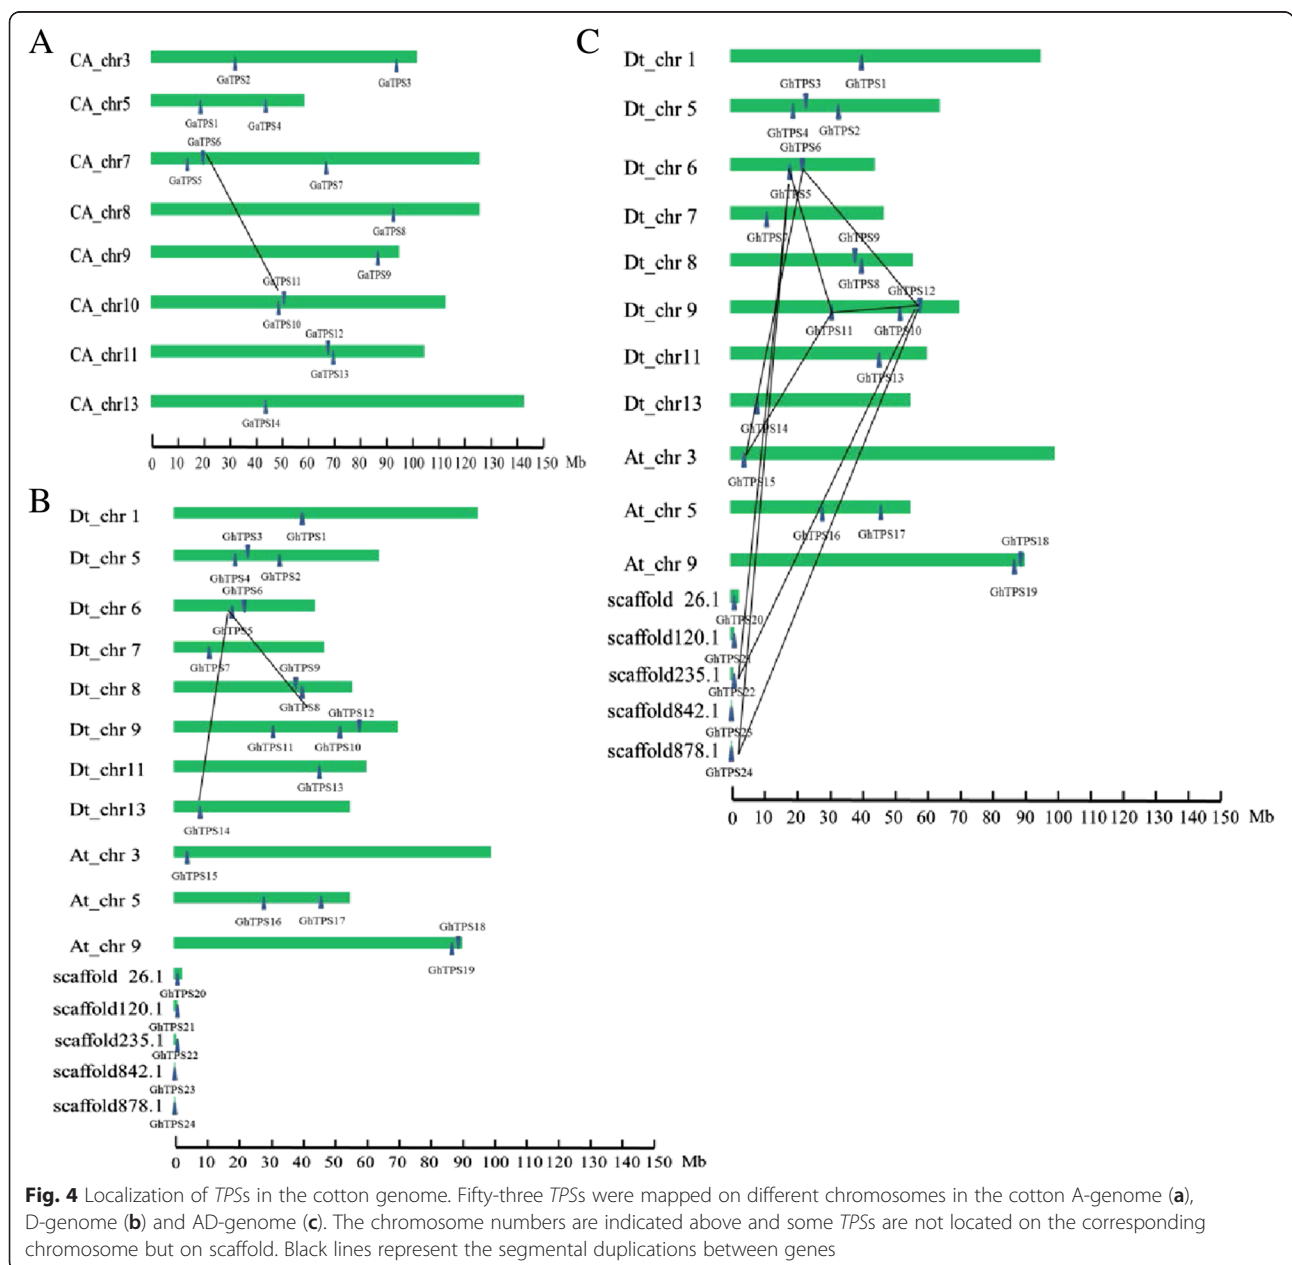 A
CA_chr3
GaTPS2
GaTPS3
CA_chr5
GaTPS1
GaTPS4
GaTPS6
CA_chr7
GaTPS5
GaTPS7
CA_chr8
GaTPS8
CA_chr9
GaTPS9
GaTPS11
CA_chr10
GaTPS10
GaTPS12
CA_chr11
GaTPS13
CA_chr13
GaTPS14
0 10 20 30 40 50 60 70 80 90 100 110 120 130 140 150 Mb
B
Dt_chr 1
GhTPS3 GhTPS1
Dt_chr 5
GhTPS4 GhTPS2
GhTPS6
Dt_chr 6
GhTPS5
Dt_chr 7
GhTPS7 GhTPS9
Dt_chr 8
GhTPS8
GhTPS12
Dt_chr 9
GhTPS11 GhTPS10
Dt_chr11
GhTPS13
Dt_chr13
GhTPS14
At_chr 3
GhTPS15
At_chr 5
GhTPS16 GhTPS17
GhTPS18
At_chr 9
GhTPS19
scaffold 26.1
GhTPS20
scaffold120.1
GhTPS21
scaffold235.1
GhTPS22
scaffold842.1
GhTPS23
scaffold878.1
GhTPS24
0 10 20 30 40 50 60 70 80 90 100 110 120 130 140 150 Mb
C
Dt_chr 1
GhTPS3 GhTPS1
Dt_chr 5
GhTPS4 GhTPS2
GhTPS6
Dt_chr 6
GhTPS5
Dt_chr 7
GhTPS7 GhTPS9
Dt_chr 8
GhTPS8
GhTPS12
Dt_chr 9
GhTPS11 GhTPS10
Dt_chr11
GhTPS13
Dt_chr13
GhTPS14
At_chr 3
GhTPS15
At_chr 5
GhTPS16 GhTPS17
GhTPS18
At_chr 9
GhTPS19
scaffold 26.1
GhTPS20
scaffold120.1
GhTPS21
scaffold235.1
GhTPS22
scaffold842.1
GhTPS23
scaffold878.1
GhTPS24
0 10 20 30 40 50 60 70 80 90 100 110 120 130 140 150 Mb
Fig. 4 Localization of TPSs in the cotton genome. Fifty-three TPSs were mapped on different chromosomes in the cotton A-genome (a),
D-genome (b) and AD-genome (c). The chromosome numbers are indicated above and some TPSs are not located on the corresponding
chromosome but on scaffold. Black lines represent the segmental duplications between genes